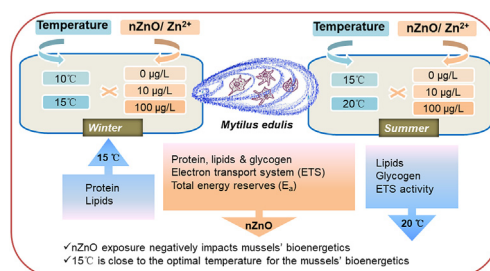 Temperature
nZnO/ Zn²⁺
Temperature
nZnO/ Zn²⁺
10℃
15℃
0 µg/L
10 µg/L
100 µg/L
Winter
Mytilus edulis
15℃
20℃
0 µg/L
10 µg/L
100 µg/L
Summer
15 ℃
Protein
Lipids
Protein, lipids & glycogen
Electron transport system (ETS)
Total energy reserves (Eₐ)
nZnO
Lipids
Glycogen
ETS activity
20 ℃
✓nZnO exposure negatively impacts mussels' bioenergetics
✓15℃ is close to the optimal temperature for the mussels' bioenergetics